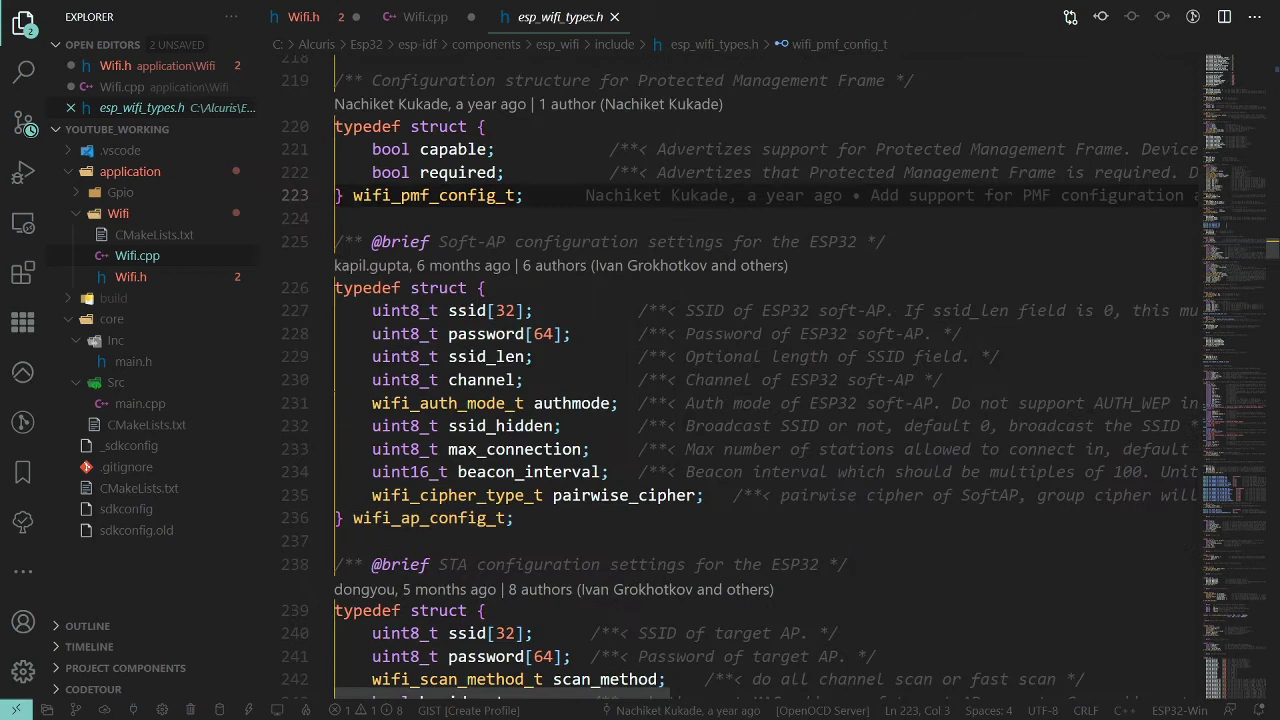 EXPLORER
OPEN EDITORS 2 UNSAVED
h Wifi.h application\Wifi 2
Wifi.cpp application\Wifi
h esp_wifi_types.h C:\Alcuris\E...
YOUTUBE_WORKING
.vscode
application
Gpio
Wifi
CMakeLists.txt
Wifi.cpp
h Wifi.h 2
build
core
Inc
h main.h
Src
main.cpp
CMakeLists.txt
_sdkconfig
.gitignore
CMakeLists.txt
sdkconfig
sdkconfig.old
OUTLINE
TIMELINE
PROJECT COMPONENTS
CODETOUR
h Wifi.h 2 Wifi.cpp h esp_wifi_types.h
C: > Alcuris > Esp32 > esp-idf > components > esp_wifi > include > h esp_wifi_types.h > wifi_pmf_config_t
218
219 /** Configuration structure for Protected Management Frame */
Nachiket Kukade, a year ago | 1 author (Nachiket Kukade)
220 typedef struct {
221 bool capable; /**< Advertizes support for Protected Management Frame. Device
222 bool required; /**< Advertizes that Protected Management Frame is required. D
223 } wifi_pmf_config_t; Nachiket Kukade, a year ago • Add support for PMF configuration a
224
225 /** @brief Soft-AP configuration settings for the ESP32 */
kapil.gupta, 6 months ago | 6 authors (Ivan Grokhotkov and others)
226 typedef struct {
227 uint8_t ssid[32]; /**< SSID of ESP32 soft-AP. If ssid_len field is 0, this mu
228 uint8_t password[64]; /**< Password of ESP32 soft-AP. */
229 uint8_t ssid_len; /**< Optional length of SSID field. */
230 uint8_t channel; /**< Channel of ESP32 soft-AP */
231 wifi_auth_mode_t authmode; /**< Auth mode of ESP32 soft-AP. Do not support AUTH_WEP in
232 uint8_t ssid_hidden; /**< Broadcast SSID or not, default 0, broadcast the SSID *
233 uint8_t max_connection; /**< Max number of stations allowed to connect in, default
234 uint16_t beacon_interval; /**< Beacon interval which should be multiples of 100. Unit
235 wifi_cipher_type_t pairwise_cipher; /**< pairwise cipher of SoftAP, group cipher will
236 } wifi_ap_config_t;
237
238 /** @brief STA configuration settings for the ESP32 */
dongyou, 5 months ago | authors (Ivan Grokhotkov and others)
239 typedef struct {
240 uint8_t ssid[32]; /**< SSID of target AP. */
241 uint8_t password[64]; /**< Password of target AP. */
242 wifi_scan_method_t scan_method; /**< do all channel scan or fast scan */
1 1 8 GIST [Create Profile] Nachiket Kukade, a year ago [OpenOCD Server] Ln 223, Col 3 Spaces: 4 UTF-8 CRLF C++ ESP32-Win